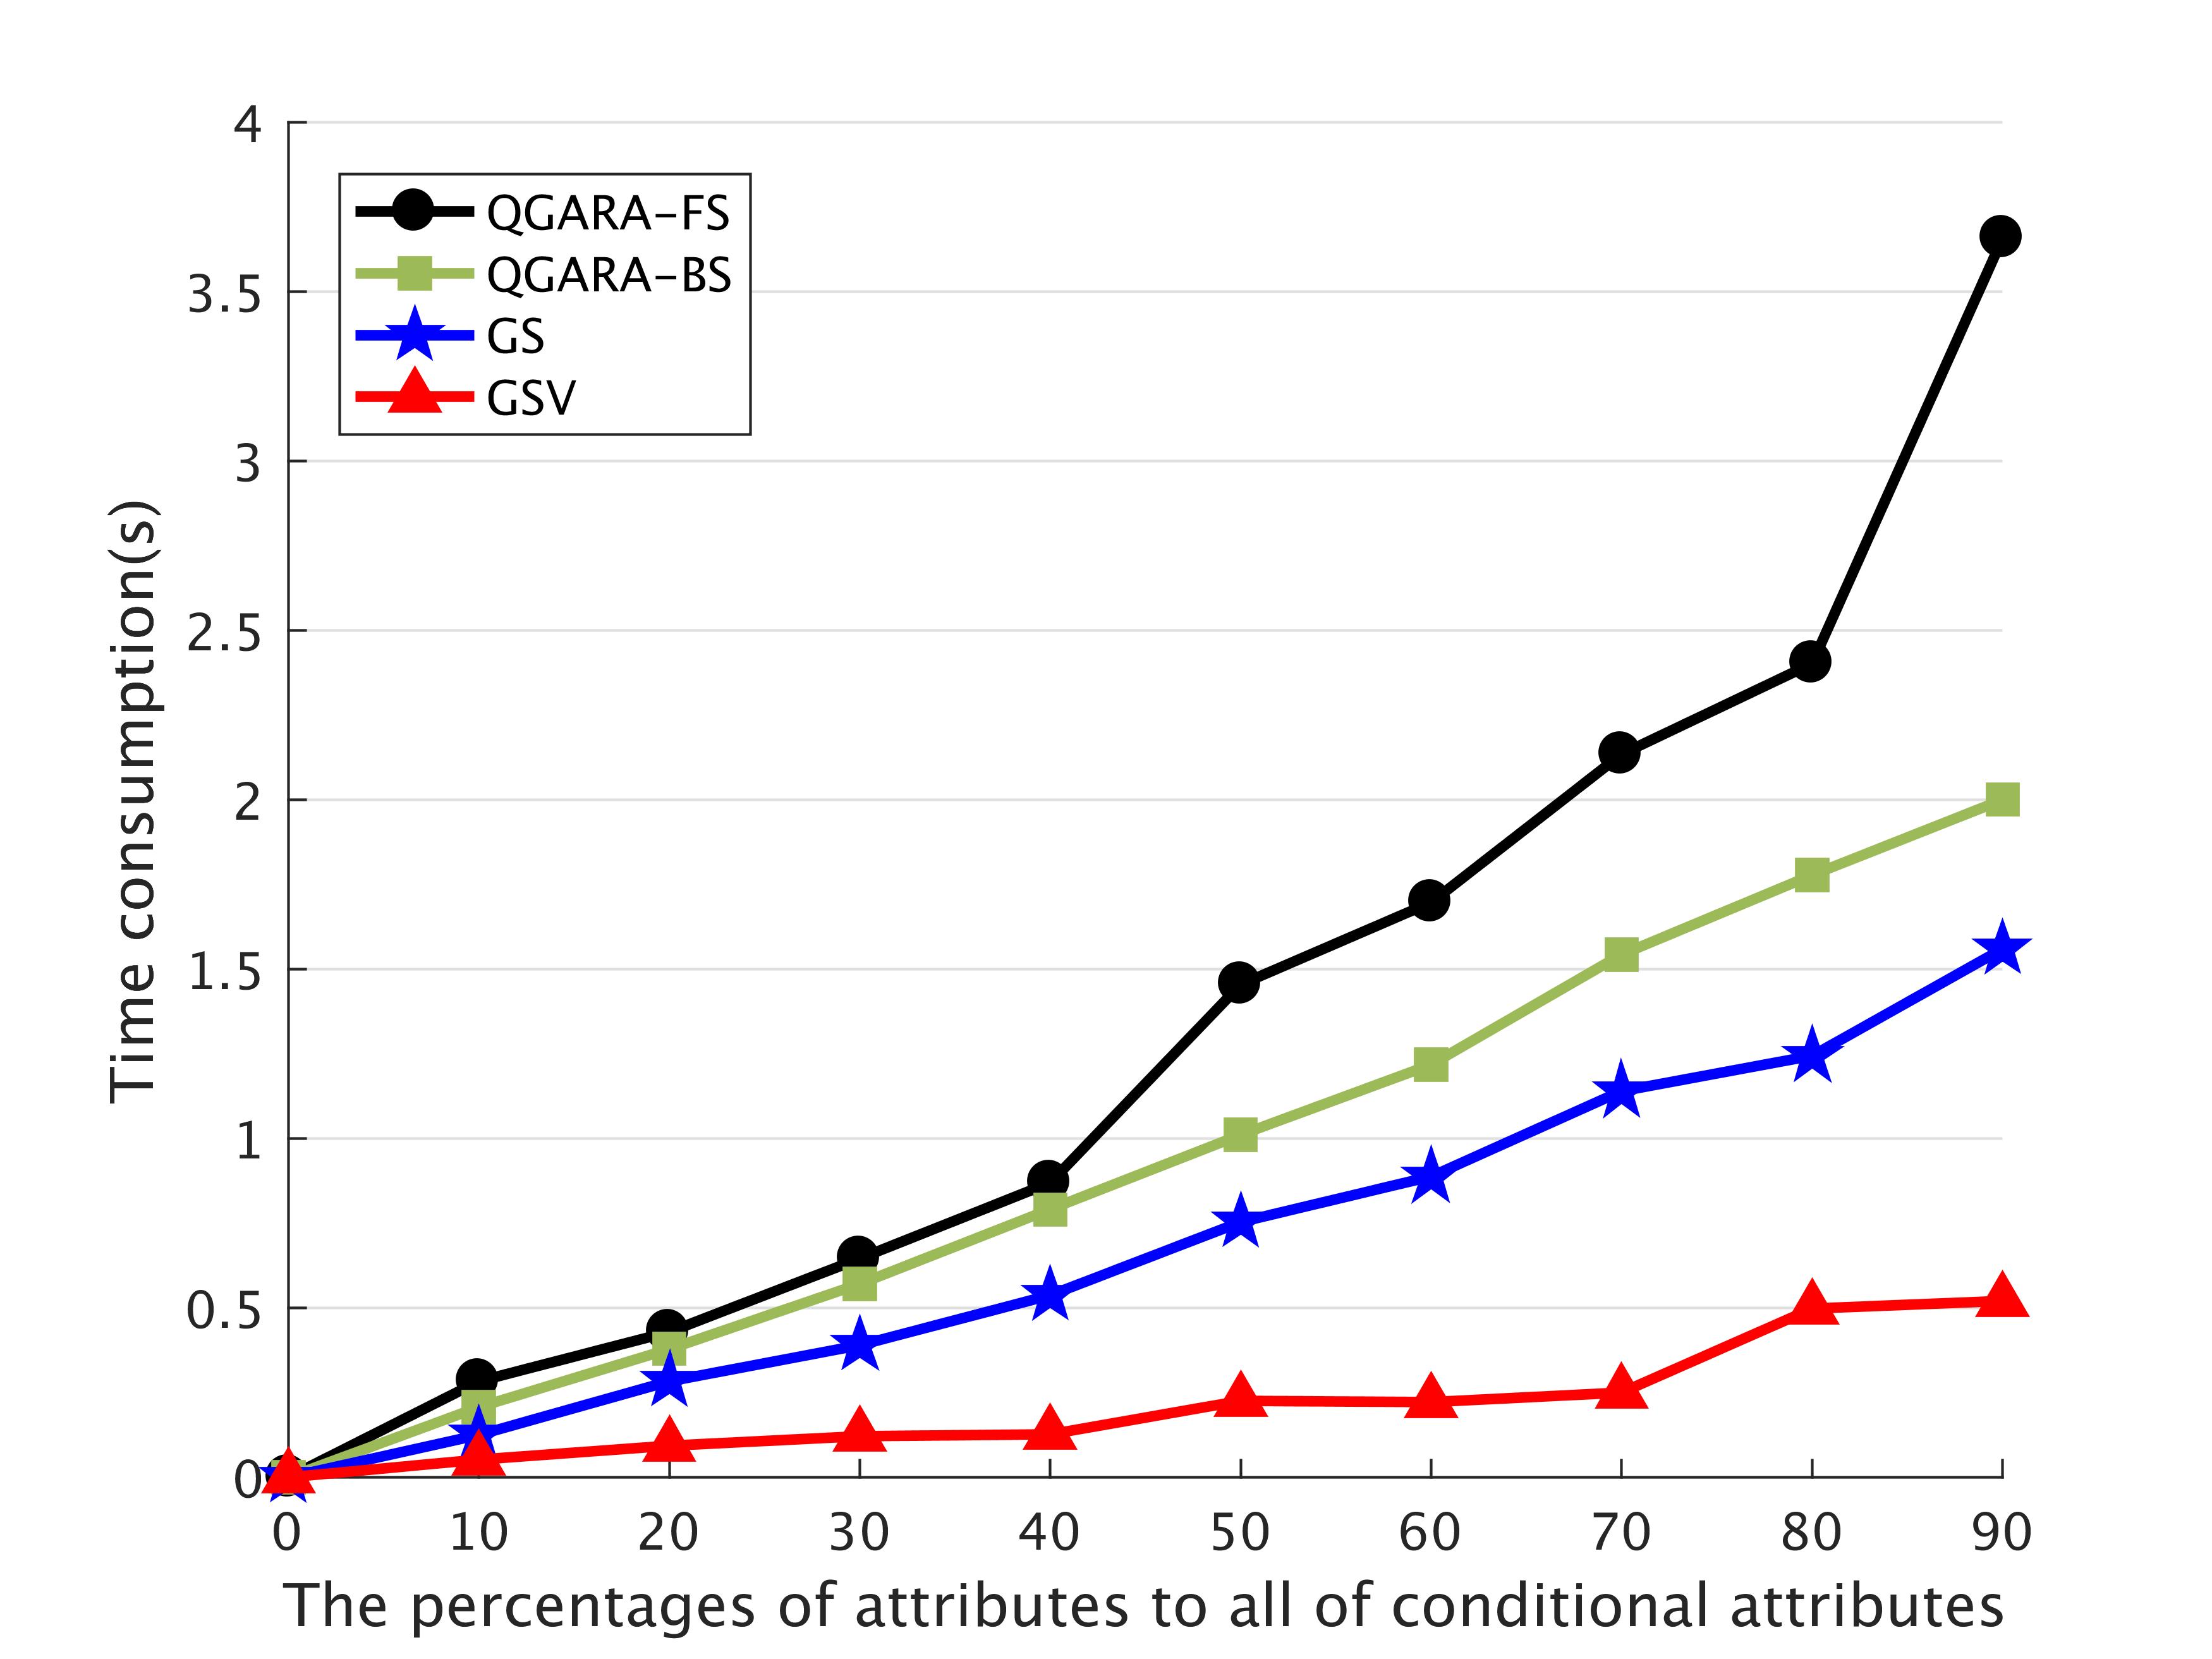 4
3.5
3
2.5
2
1.5
1
0.5
0
Time consumption(s)
QGARA-FS
QGARA-BS
GS
GSV
0 10 20 30 40 50 60 70 80 90
The percentages of attributes to all of conditional attributes